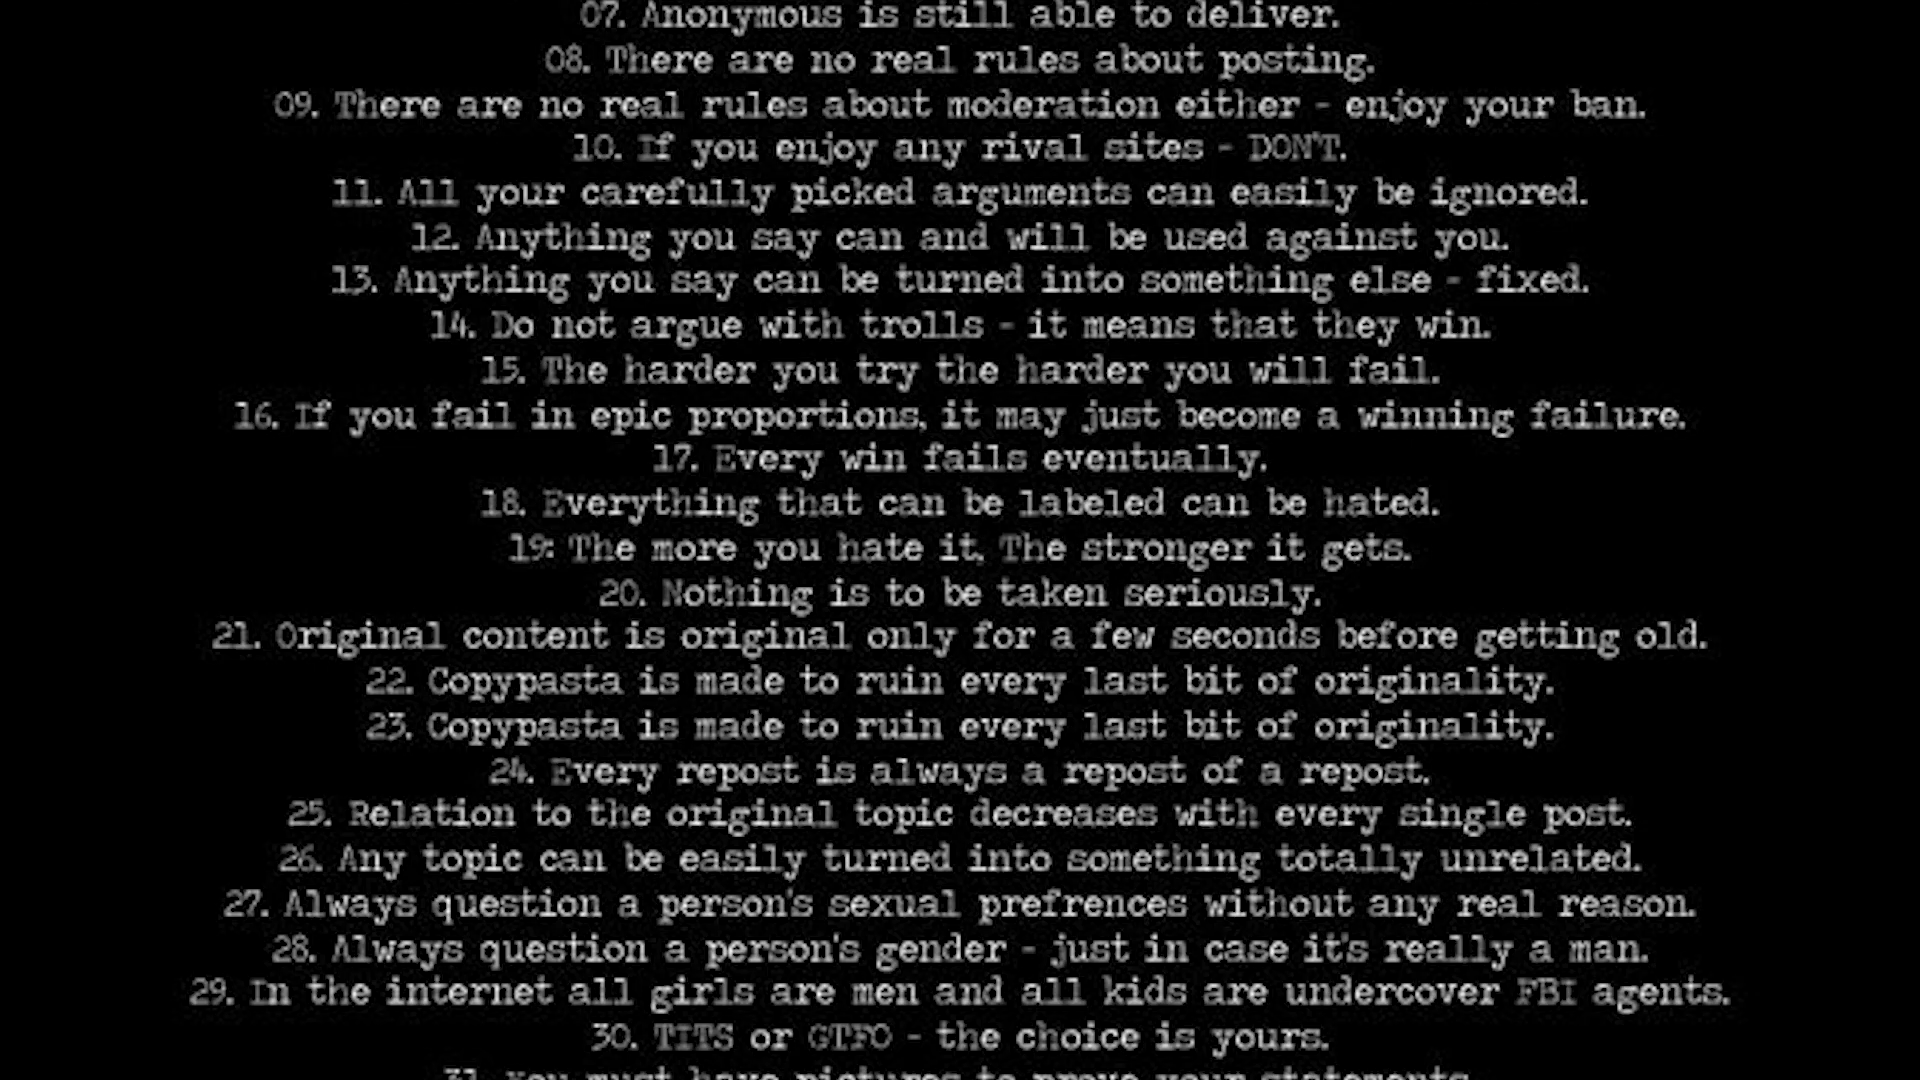 07. Anonymous is still able to deliver.
08. There are no real rules about posting.
09. There are no real rules about moderation either - enjoy your ban.
10. If you enjoy any rival sites - DON'T.
11. All your carefully picked arguments can easily be ignored.
12. Anything you say can and will be used against you.
13. Anything you say can be turned into something else - fixed.
14. Do not argue with trolls - it means that they win.
15. The harder you try the harder you will fail.
16. If you fail in epic proportions, it may just become a winning failure.
17. Every win fails eventually.
18. Everything that can be labeled can be hated.
19: The more you hate it, The stronger it gets.
20. Nothing is to be taken seriously.
21. Original content is original only for a few seconds before getting old.
22. Copypasta is made to ruin every last bit of originality.
23. Copypasta is made to ruin every last bit of originality.
24. Every repost is always a repost of a repost.
25. Relation to the original topic decreases with every single post.
26. Any topic can be easily turned into something totally unrelated.
27. Always question a person's sexual prefrences without any real reason.
28. Always question a person's gender - just in case it's really a man.
29. In the internet all girls are men and all kids are undercover FBI agents.
30. TITS or GTFO - the choice is yours.
31. You must have pictures to prove your statements.